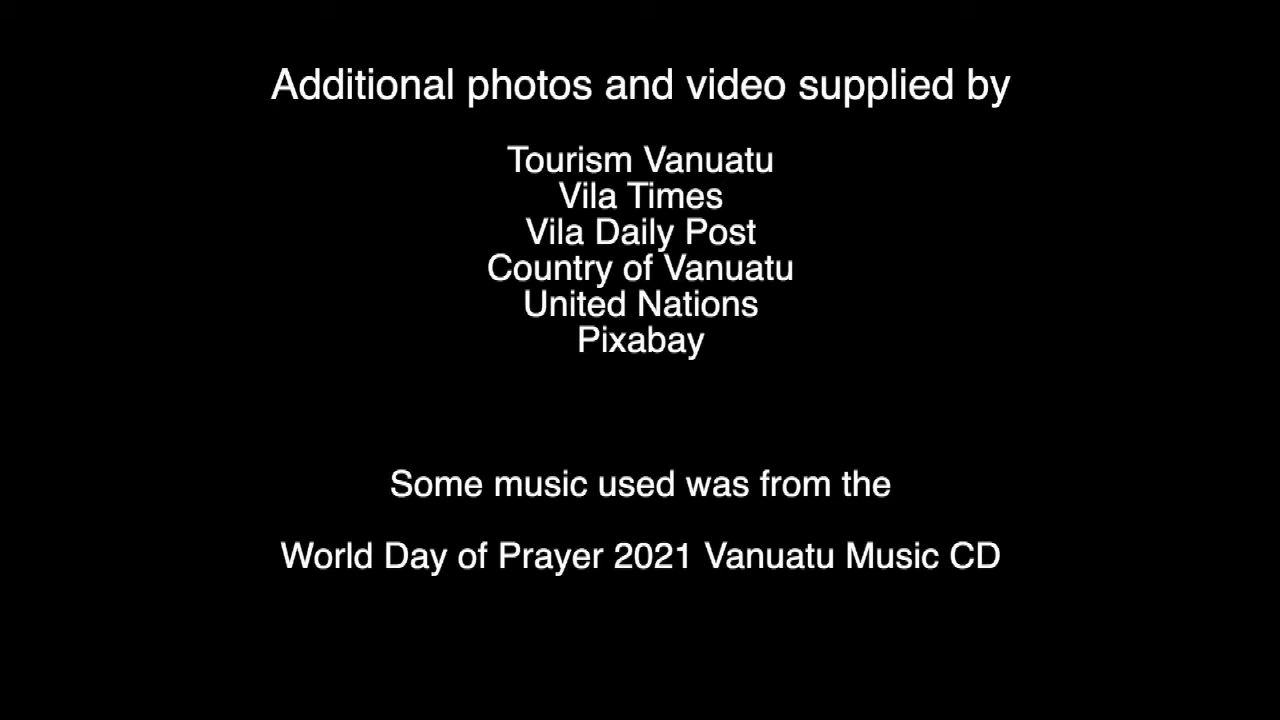 Additional photos and video supplied by
Tourism Vanuatu
Vila Times
Vila Daily Post
Country of Vanuatu
United Nations
Pixabay
Some music used was from the
World Day of Prayer 2021 Vanuatu Music CD